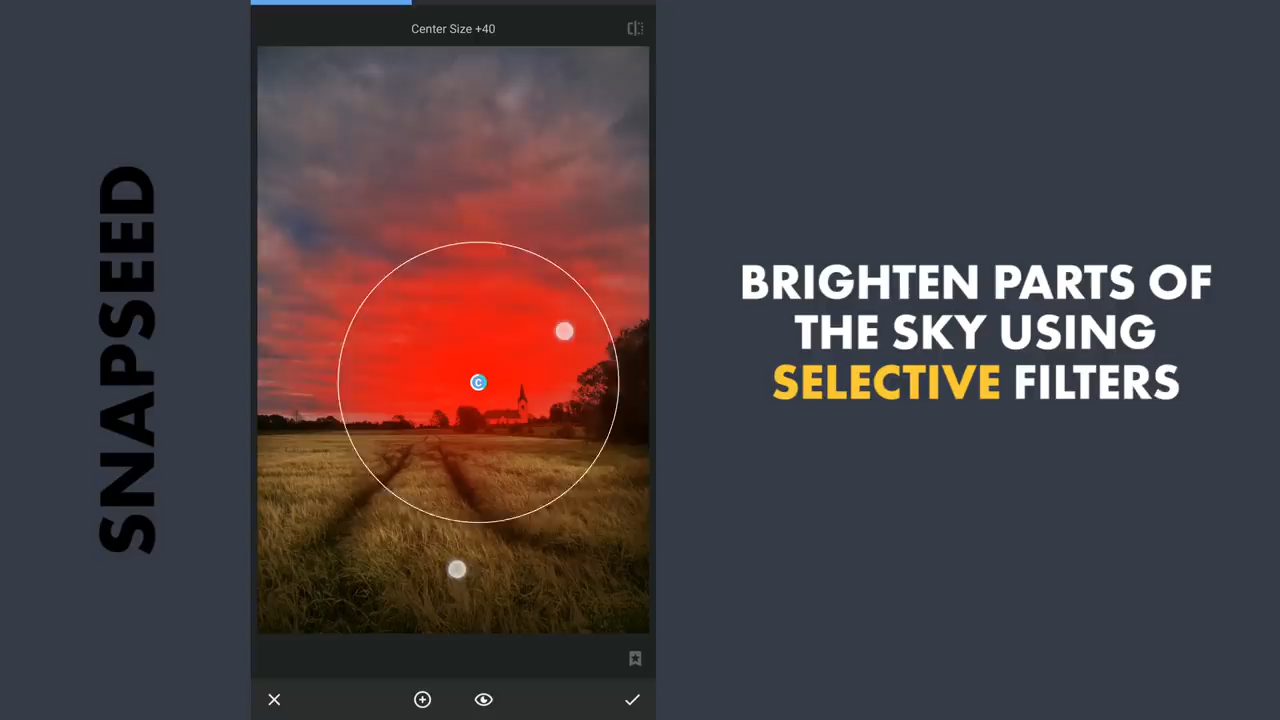 SNAPSEED
Center Size +40
C
BRIGHTEN PARTS OF
THE SKY USING
SELECTIVE FILTERS